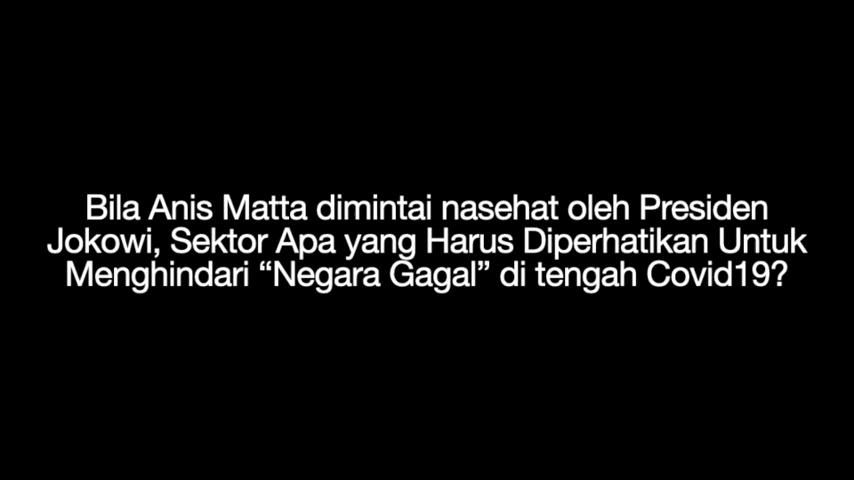 Bila Anis Matta dimintai nasehat oleh Presiden
Jokowi, Sektor Apa yang Harus Diperhatikan Untuk
Menghindari “Negara Gagal” di tengah Covid19?